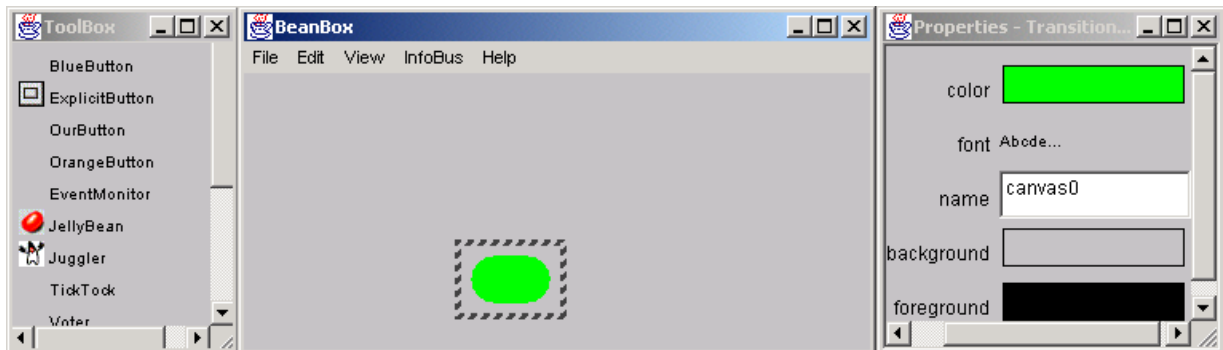 ToolBox
BlueButton
ExplicitButton
OurButton
OrangeButton
EventMonitor
JellyBean
Juggler
TickTock
Voter
BeanBox
File Edit View InfoBus Help
Properties - Transition...
color
font Abcde...
name canvas0
background
foreground